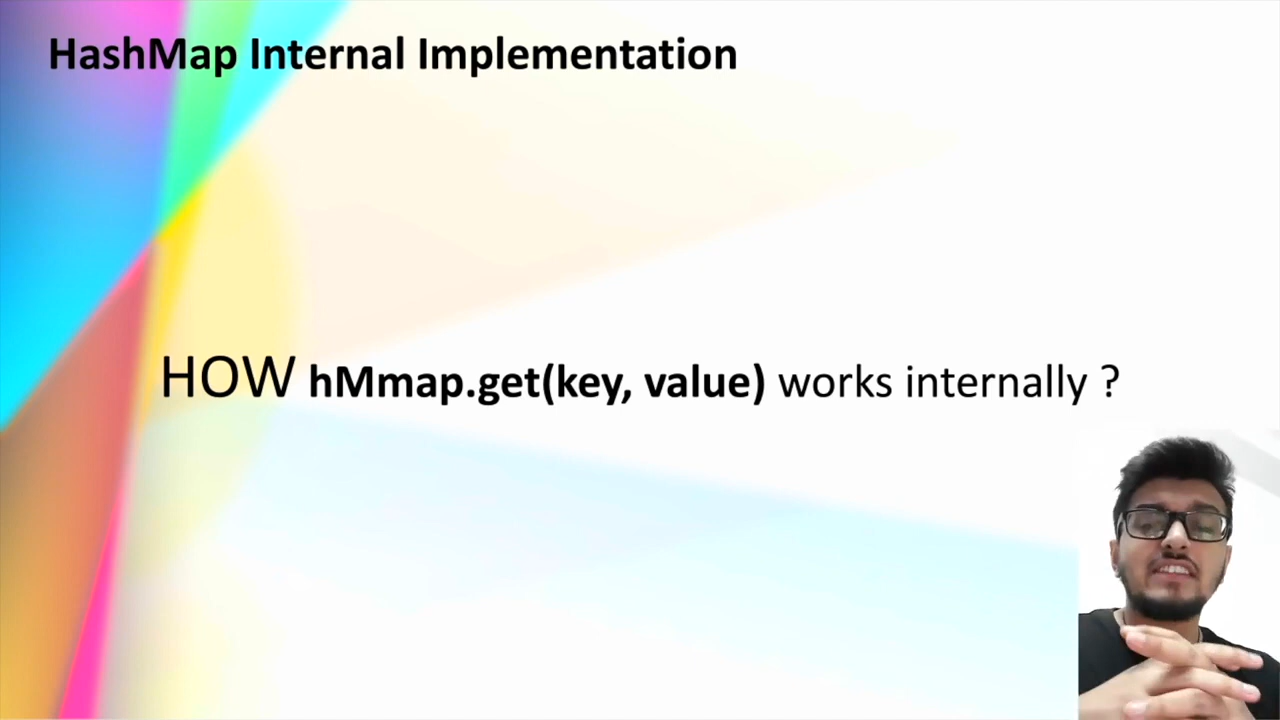 HashMap Internal Implementation
HOW hMmap.get(key, value) works internally ?